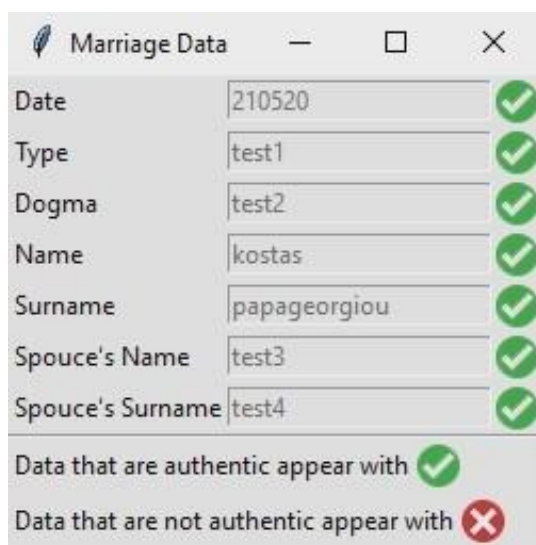 Marriage Data
Date 210520
Type test1
Dogma test2
Name kostas
Surname papageorgiou
Spouce's Name test3
Spouce's Surname test4
Data that are authentic appear with
Data that are not authentic appear with